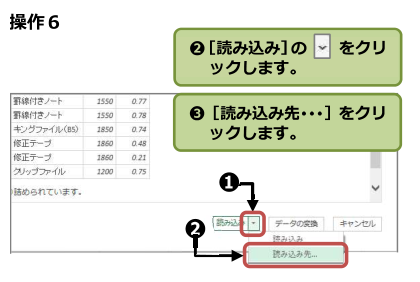 操作６
❷［読み込み］の をクリ
ックします。
❸［読み込み先･･･］をクリ
ックします。
罫線付きノート 1550 0.77
罫線付きノート 1550 0.78
キングファイル(B5) 1850 0.74
修正テープ 1860 0.48
修正テープ 1860 0.21
クリップファイル 1200 0.75
詰められています。
❶
読み込み データの変換 キャンセル
❷
読み込み
読み込み先...